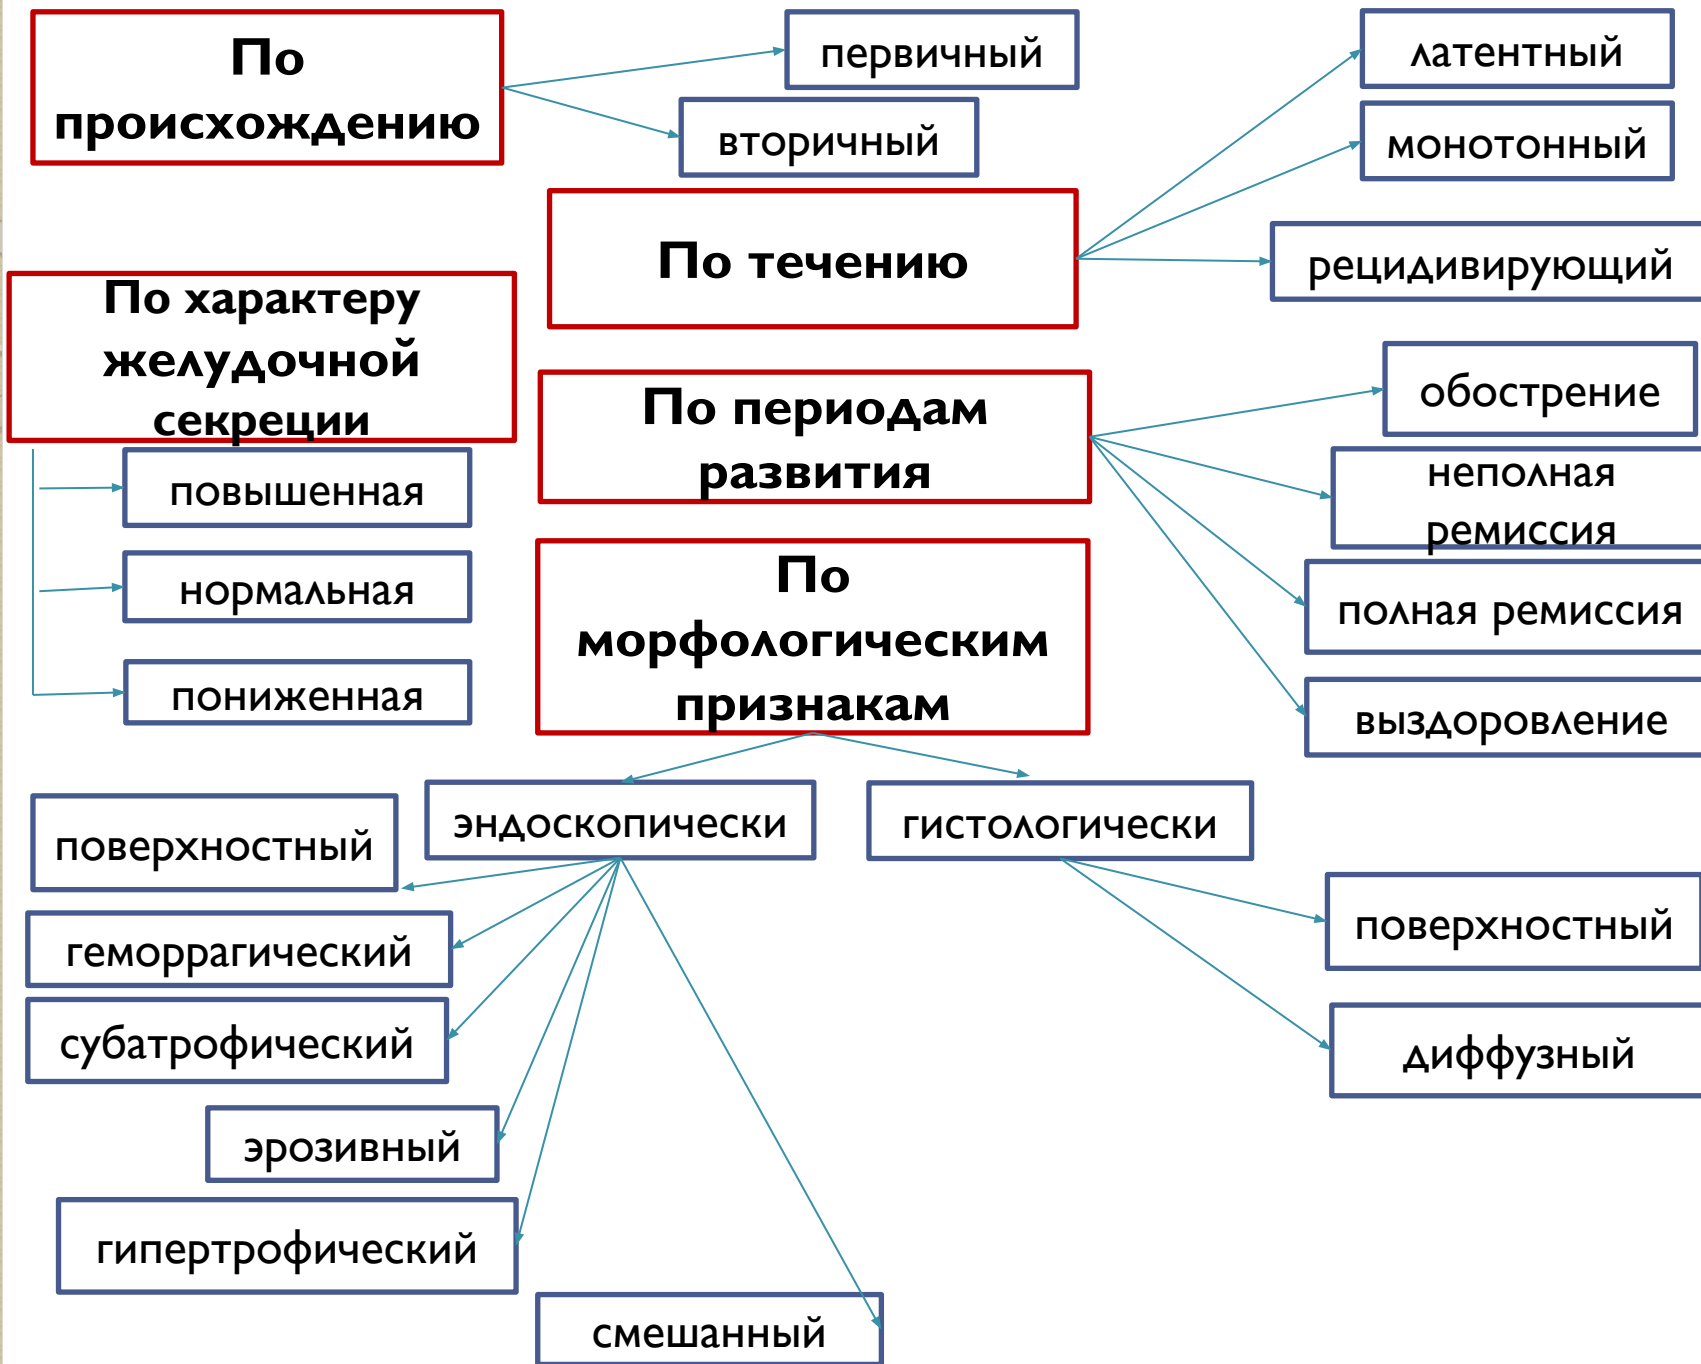 По
происхождению
первичный
вторичный
По течению
латентный
монотонный
рецидивирующий
По характеру
желудочной
секреции
повышенная
нормальная
пониженная
По периодам
развития
обострение
неполная
ремиссия
полная ремиссия
выздоровление
По
морфологическим
признакам
эндоскопически
гистологически
поверхностный
геморрагический
субатрофический
эрозивный
гипертрофический
смешанный
поверхностный
диффузный